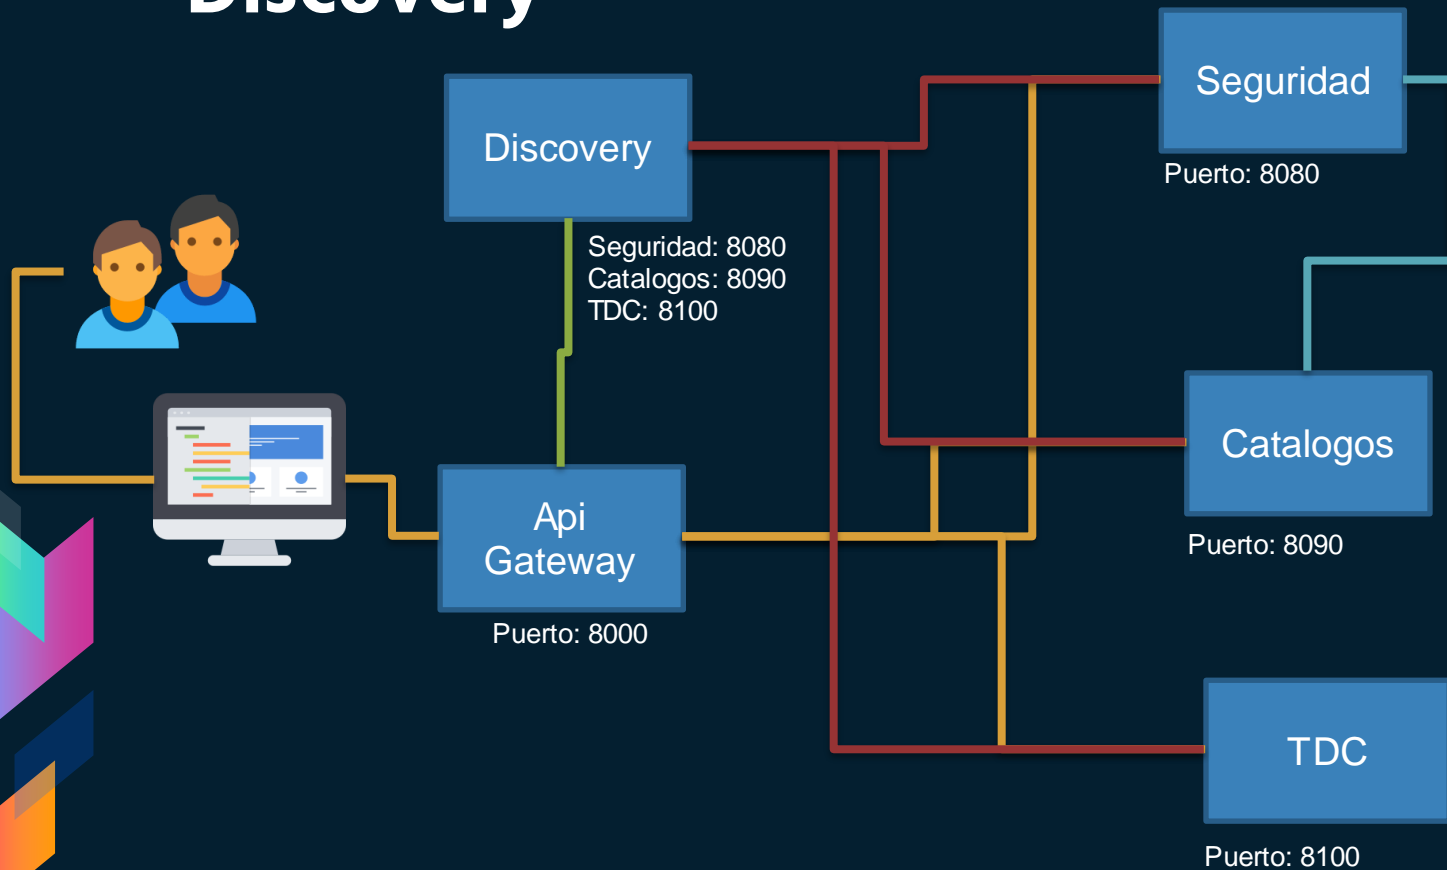 Discovery
Discovery
Seguridad: 8080
Catalogos: 8090
TDC: 8100
Api
Gateway
Puerto: 8000
Seguridad
Puerto: 8080
Catalogos
Puerto: 8090
TDC
Puerto: 8100